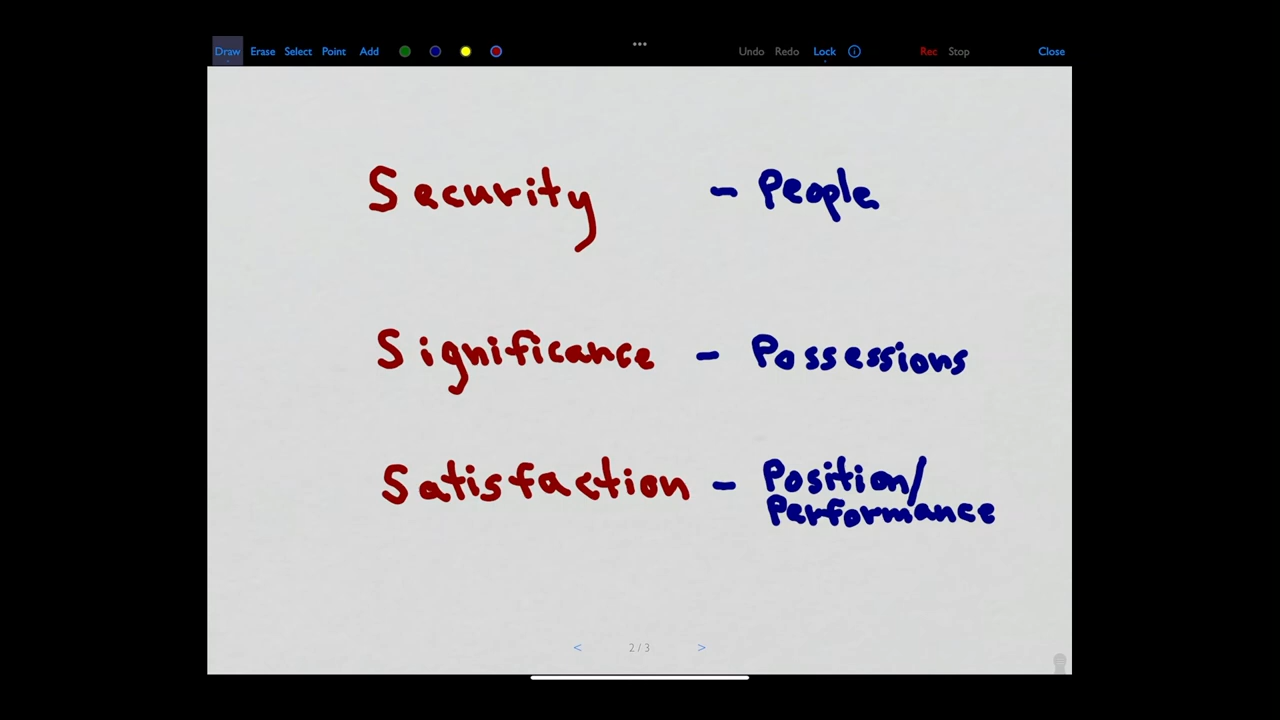 Draw Erase Select Point Add ••• Undo Redo Lock Rec Stop Close
Security - People
Significance - Possessions
Satisfaction - Position/
Performance
< 2 / 3 >